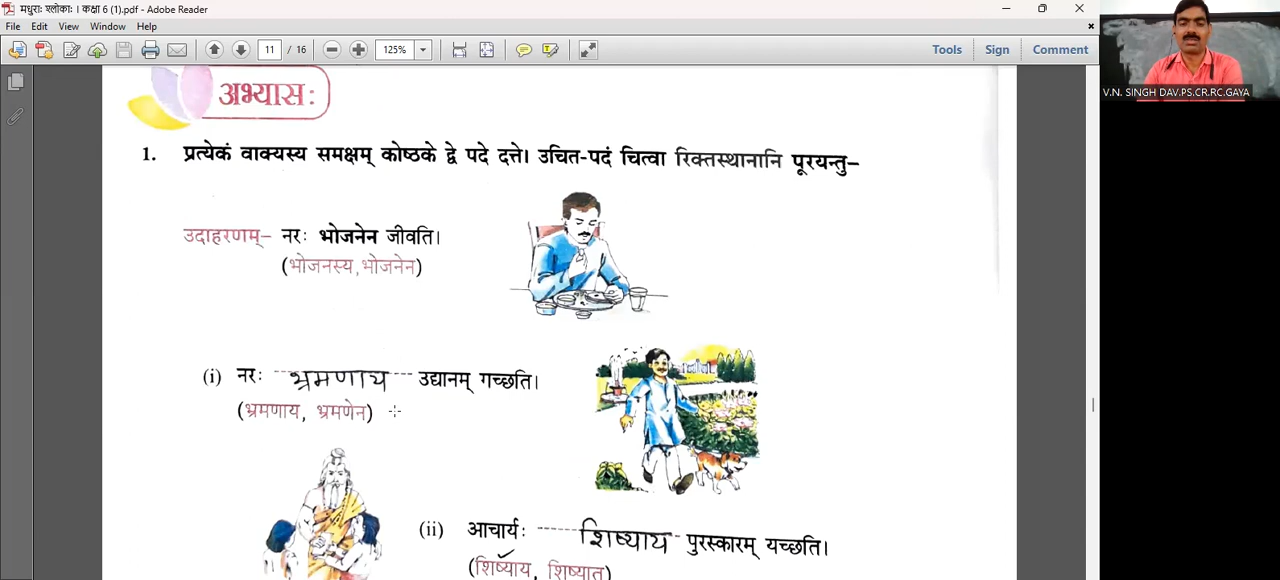 मधुराः श्लोकाः । कक्षा 6 (1).pdf - Adobe Reader
File Edit View Window Help
11 / 16 125% Tools Sign Comment
V.N. SINGH DAV.PS.CR.RC.GAYA
अभ्यासः
1. प्रत्येकं वाक्यस्य समक्षम् कोष्ठके द्वे पदे दत्ते। उचित-पदं चित्वा रिक्तस्थानानि पूरयन्तु–
उदाहरणम्– नरः भोजनेन जीवति।
(भोजनस्य, भोजनेन)
(i) नरः भ्रमणाय उद्यानम् गच्छति।
(भ्रमणाय, भ्रमणेन)
(ii) आचार्यः शिष्याय पुरस्कारम् यच्छति।
(शिष्याय, शिष्यात्)